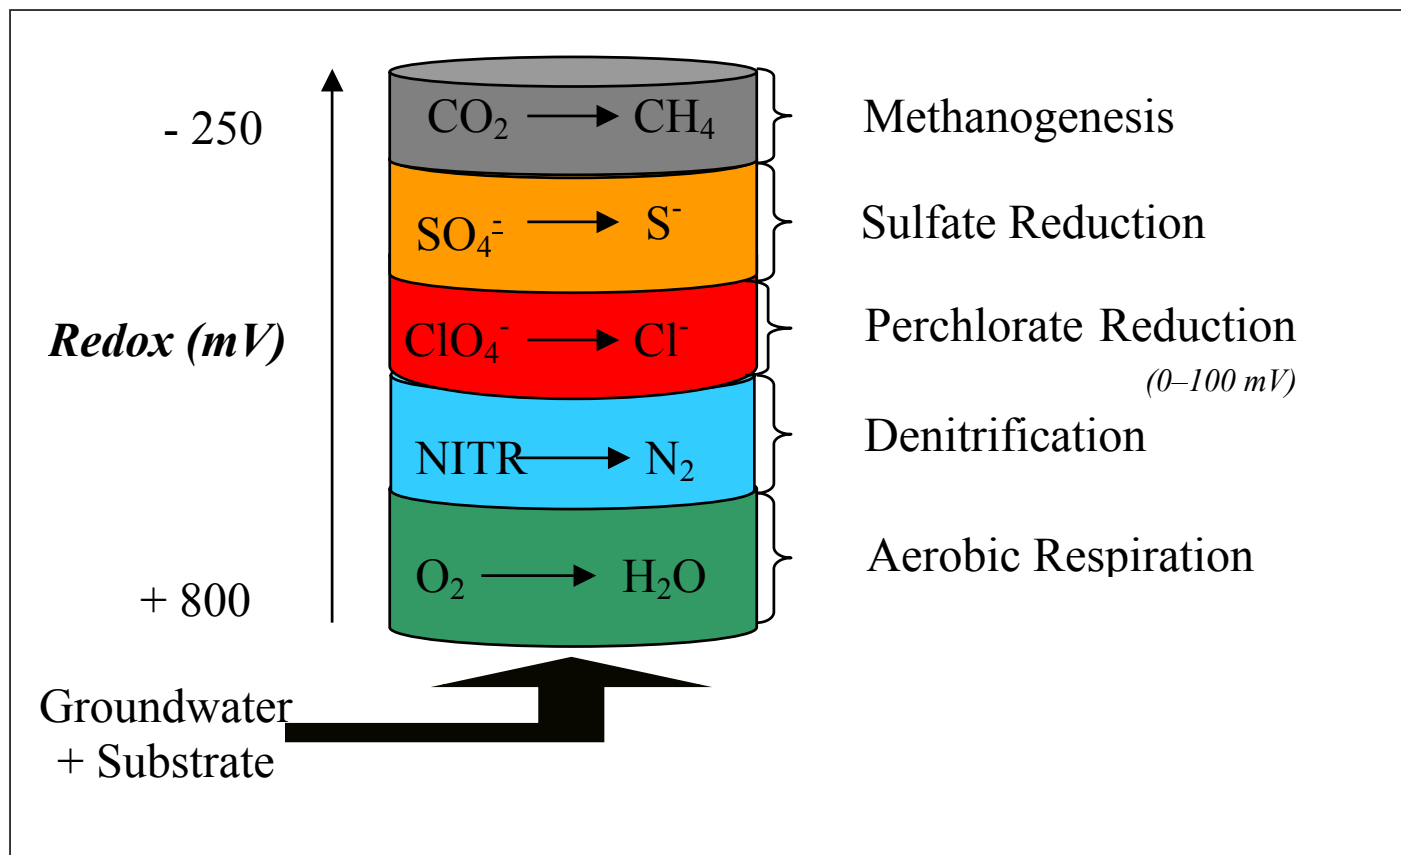 - 250
CO₂ → CH₄
Methanogenesis
SO₄⁼ → S⁻
Sulfate Reduction
Redox (mV)
ClO₄⁻ → Cl⁻
Perchlorate Reduction
(0–100 mV)
NITR → N₂
Denitrification
+ 800
O₂ → H₂O
Aerobic Respiration
Groundwater
+ Substrate